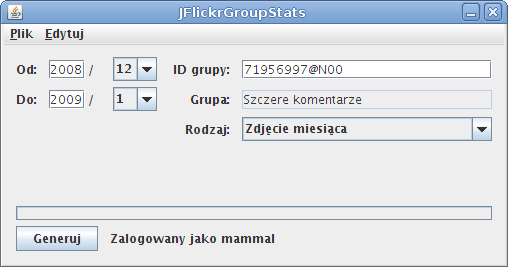 JFlickrGroupStats
Plik Edytuj
Od: 2008 / 12 ID grupy: 71956997@N00
Do: 2009 / 1 Grupa: Szczere komentarze
Rodzaj: Zdjęcie miesiąca
Generuj Zalogowany jako mammal